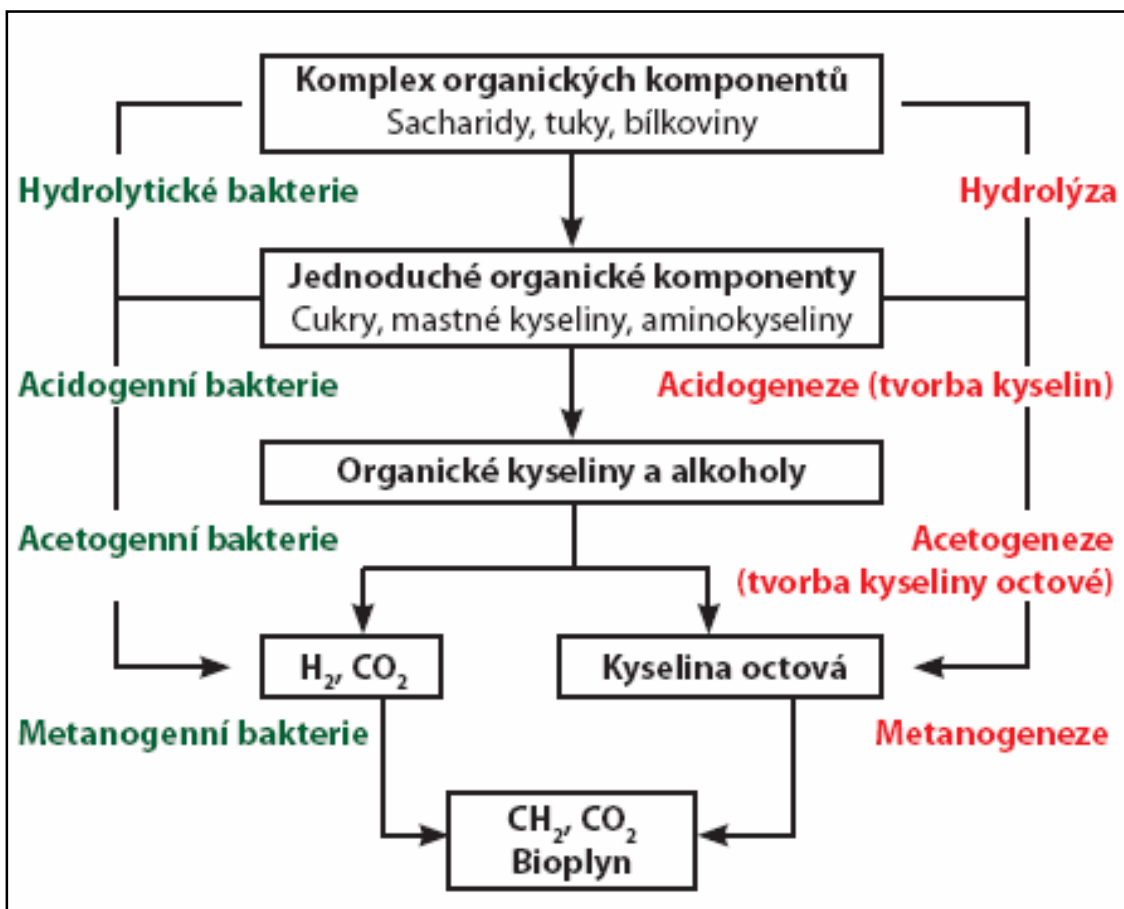 Komplex organických komponentů
Sacharidy, tuky, bílkoviny
Hydrolytické bakterie
Hydrolýza
Jednoduché organické komponenty
Cukry, mastné kyseliny, aminokyseliny
Acidogenní bakterie
Acidogeneze (tvorba kyselin)
Organické kyseliny a alkoholy
Acetogenní bakterie
Acetogeneze
(tvorba kyseliny octové)
H₂, CO₂
Kyselina octová
Metanogenní bakterie
Metanogeneze
CH₂, CO₂
Bioplyn